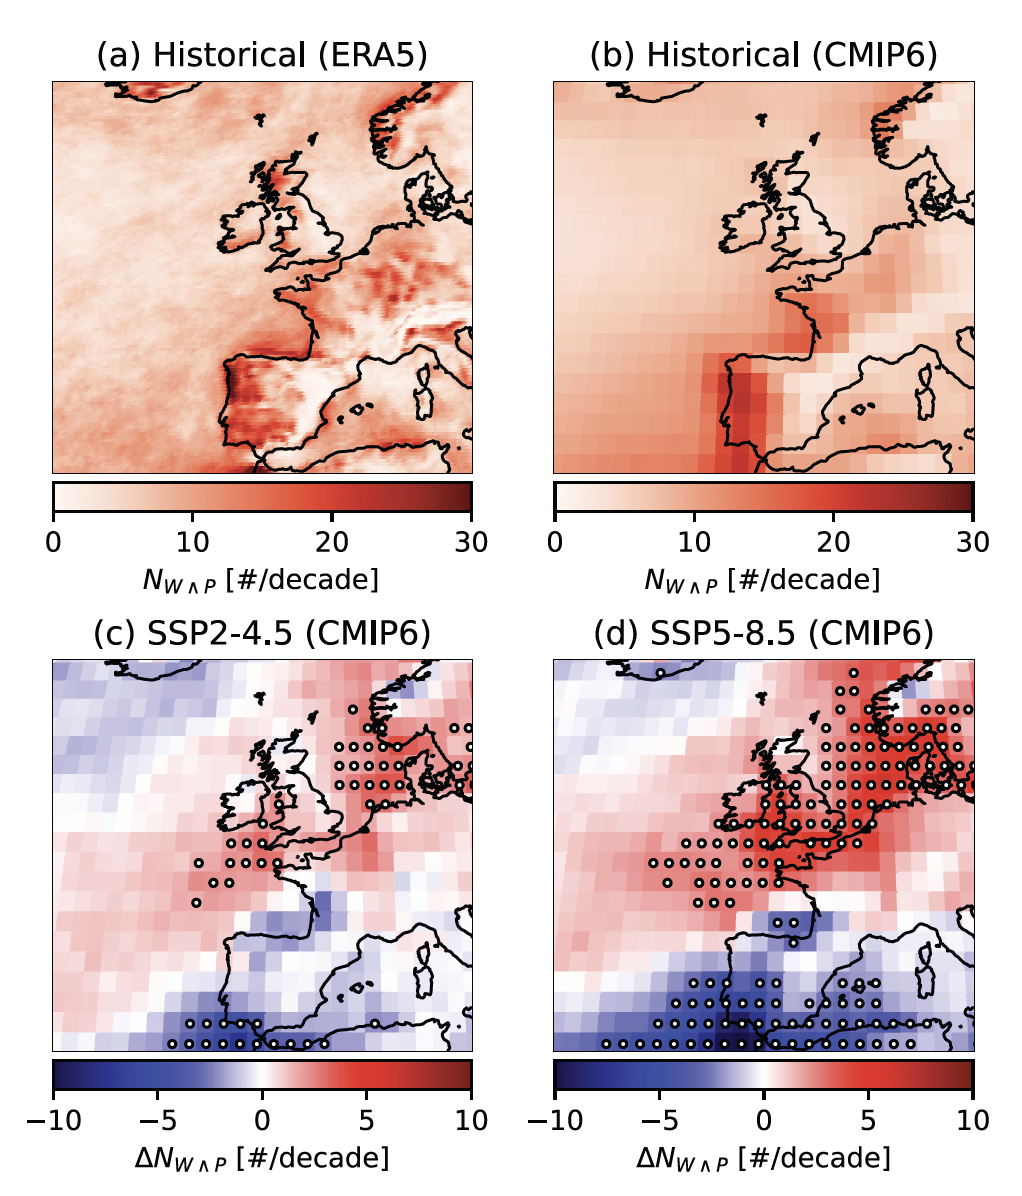 (a) Historical (ERA5)
(b) Historical (CMIP6)
0 10 20 30
0 10 20 30
N_{W∧P} [#/decade]
N_{W∧P} [#/decade]
(c) SSP2-4.5 (CMIP6)
(d) SSP5-8.5 (CMIP6)
−10 −5 0 5 10
−10 −5 0 5 10
ΔN_{W∧P} [#/decade]
ΔN_{W∧P} [#/decade]